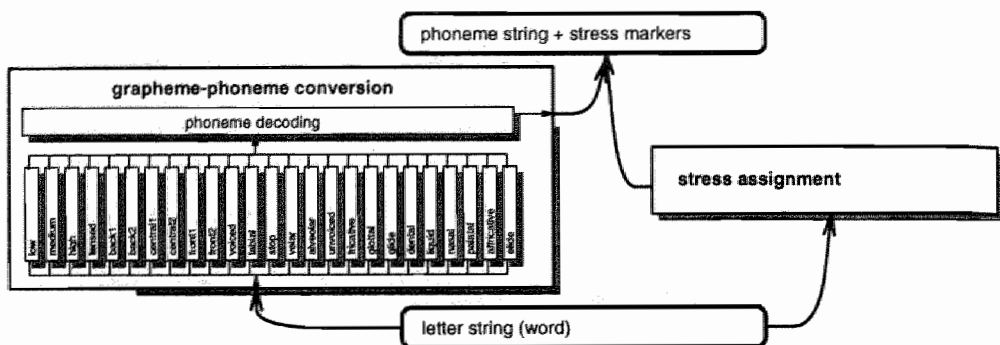 phoneme string + stress markers
grapheme-phoneme conversion
phoneme decoding
stress assignment
low
medium
high
tensed
back1
back2
central1
central2
front1
front2
voiced
labial
stop
velar
alveolar
unvoiced
fricative
glottal
glide
dental
liquid
nasal
palatal
affricative
elide
letter string (word)